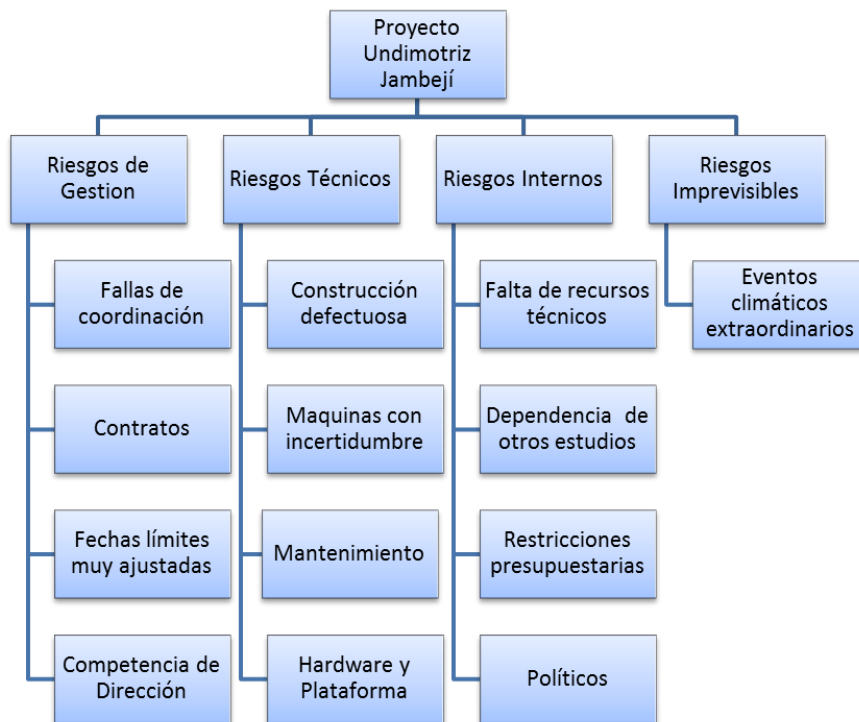 Proyecto
Undimotriz
Jambejí
Riesgos de
Gestion
Riesgos Técnicos
Riesgos Internos
Riesgos
Imprevisibles
Fallas de
coordinación
Contratos
Fechas límites
muy ajustadas
Competencia de
Dirección
Construcción
defectuosa
Maquinas con
incertidumbre
Mantenimiento
Hardware y
Plataforma
Falta de recursos
técnicos
Dependencia de
otros estudios
Restricciones
presupuestarias
Políticos
Eventos
climáticos
extraordinarios